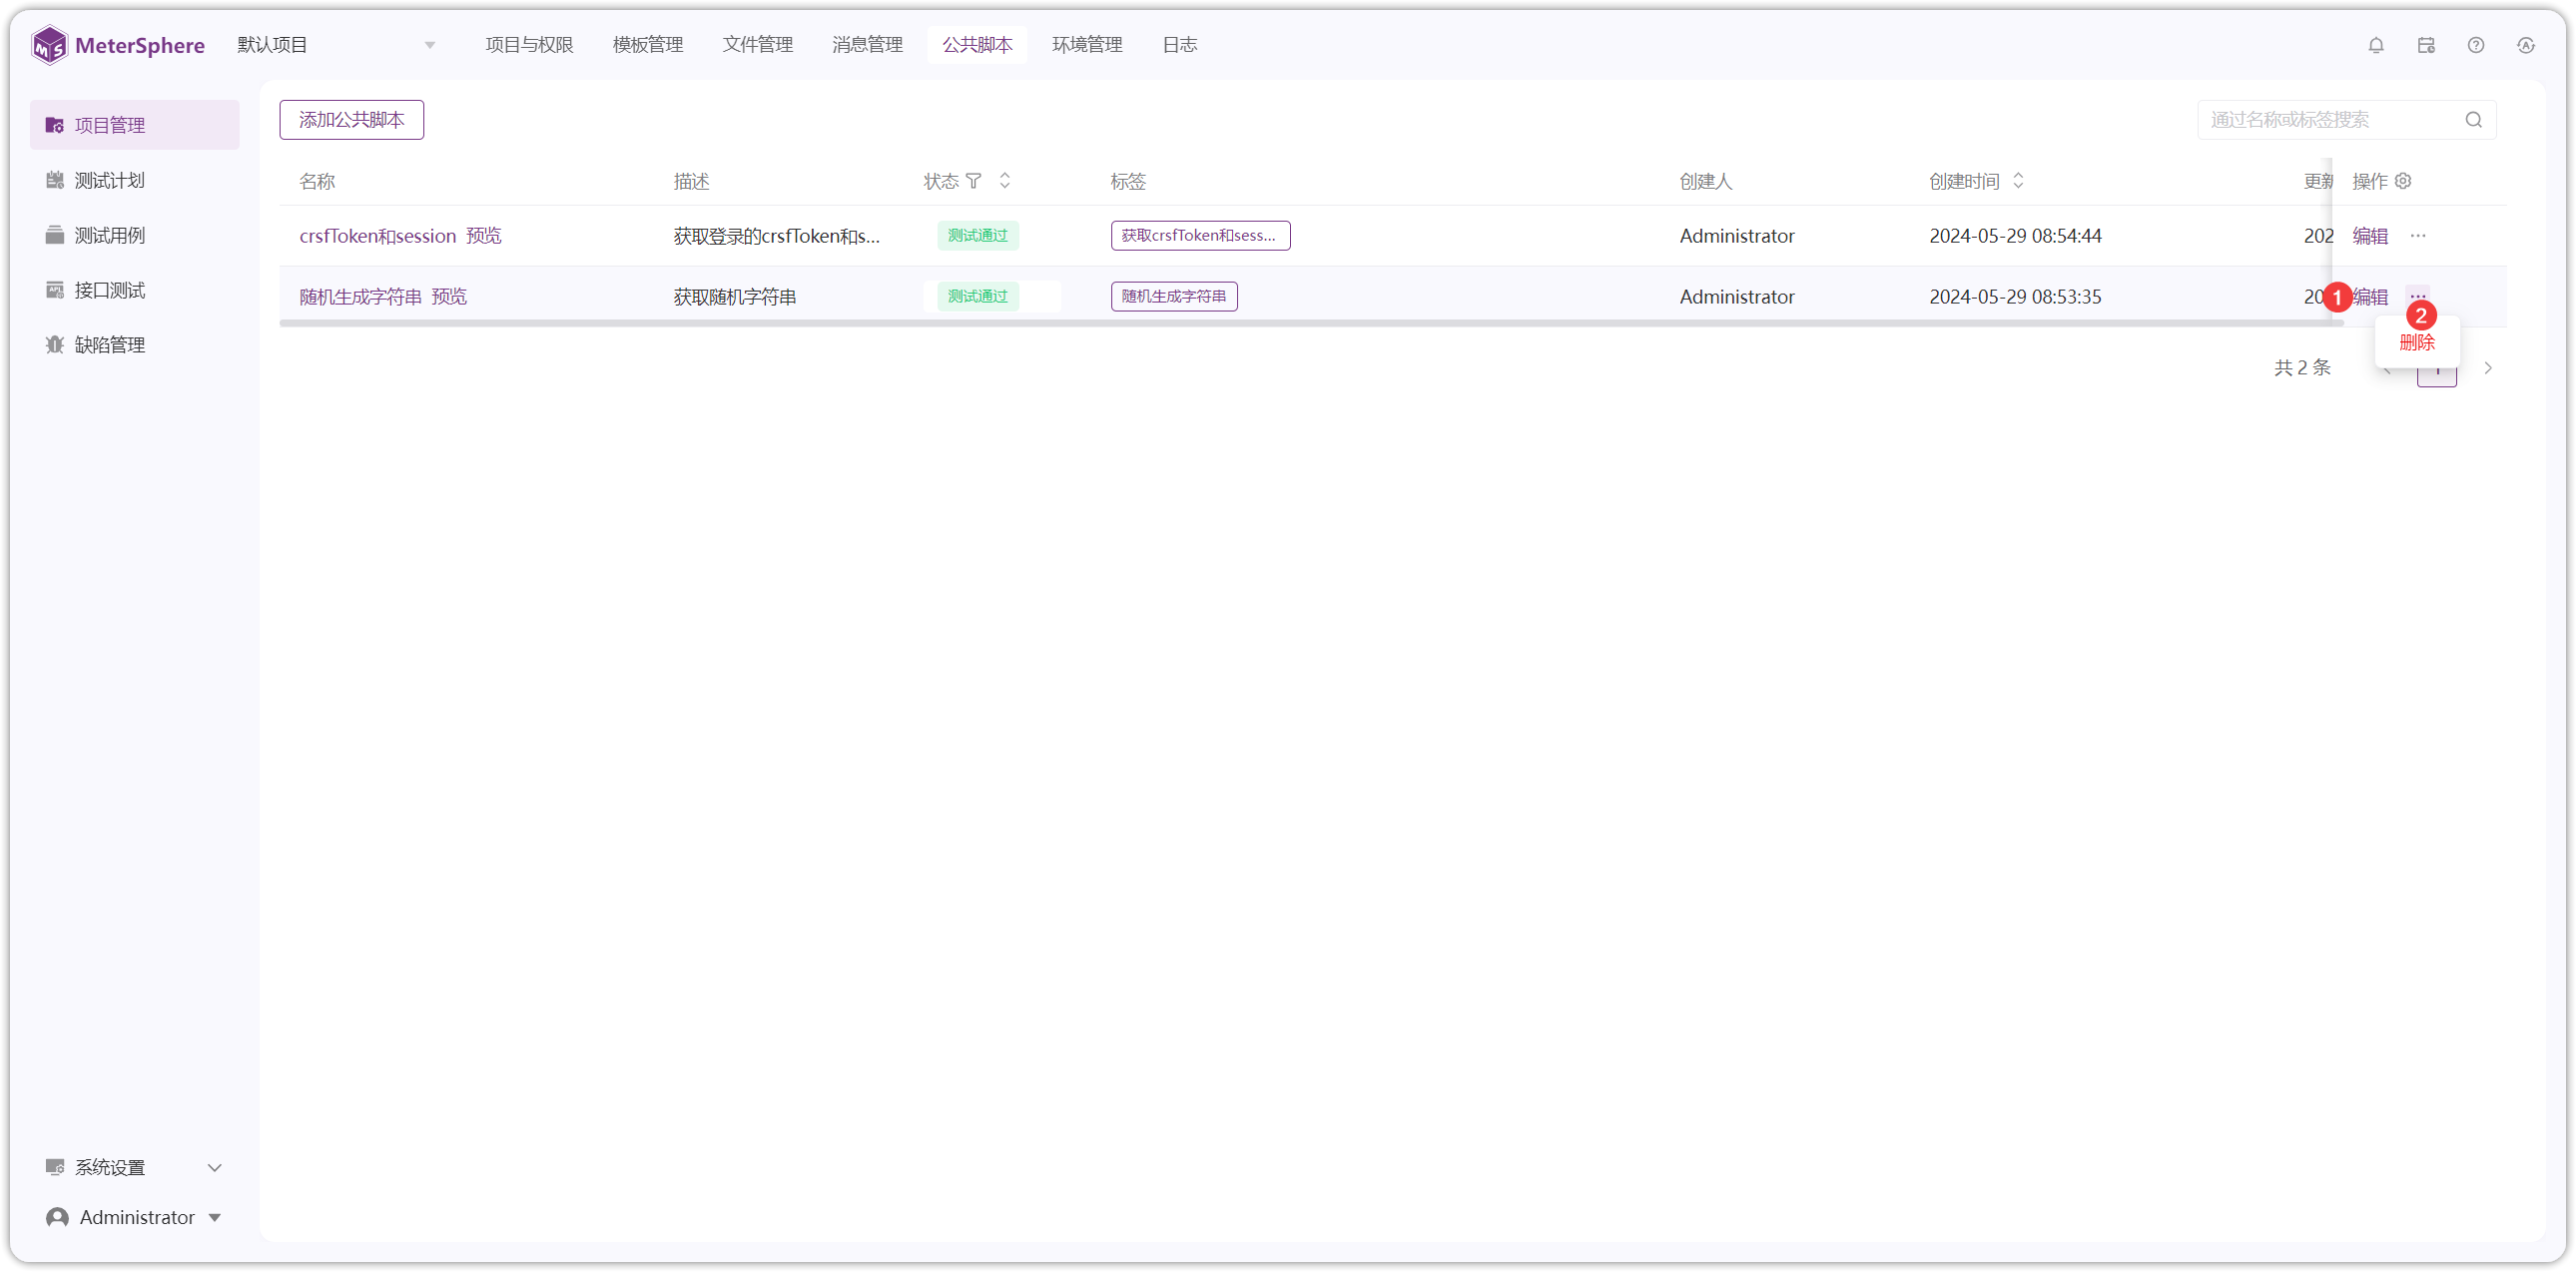 MeterSphere 默认项目 项目与权限 模板管理 文件管理 消息管理 公共脚本 环境管理 日志
项目管理
测试计划
测试用例
接口测试
缺陷管理
添加公共脚本 通过名称或标签搜索
名称 描述 状态 标签 创建人 创建时间 更新 操作
crsfToken和session 预览 获取登录的crsfToken和s... 测试通过 获取crsfToken和sess... Administrator 2024-05-29 08:54:44 202 编辑 ...
随机生成字符串 预览 获取随机字符串 测试通过 随机生成字符串 Administrator 2024-05-29 08:53:35 20 1 编辑 ...
2
删除
共 2 条 1
系统设置
Administrator